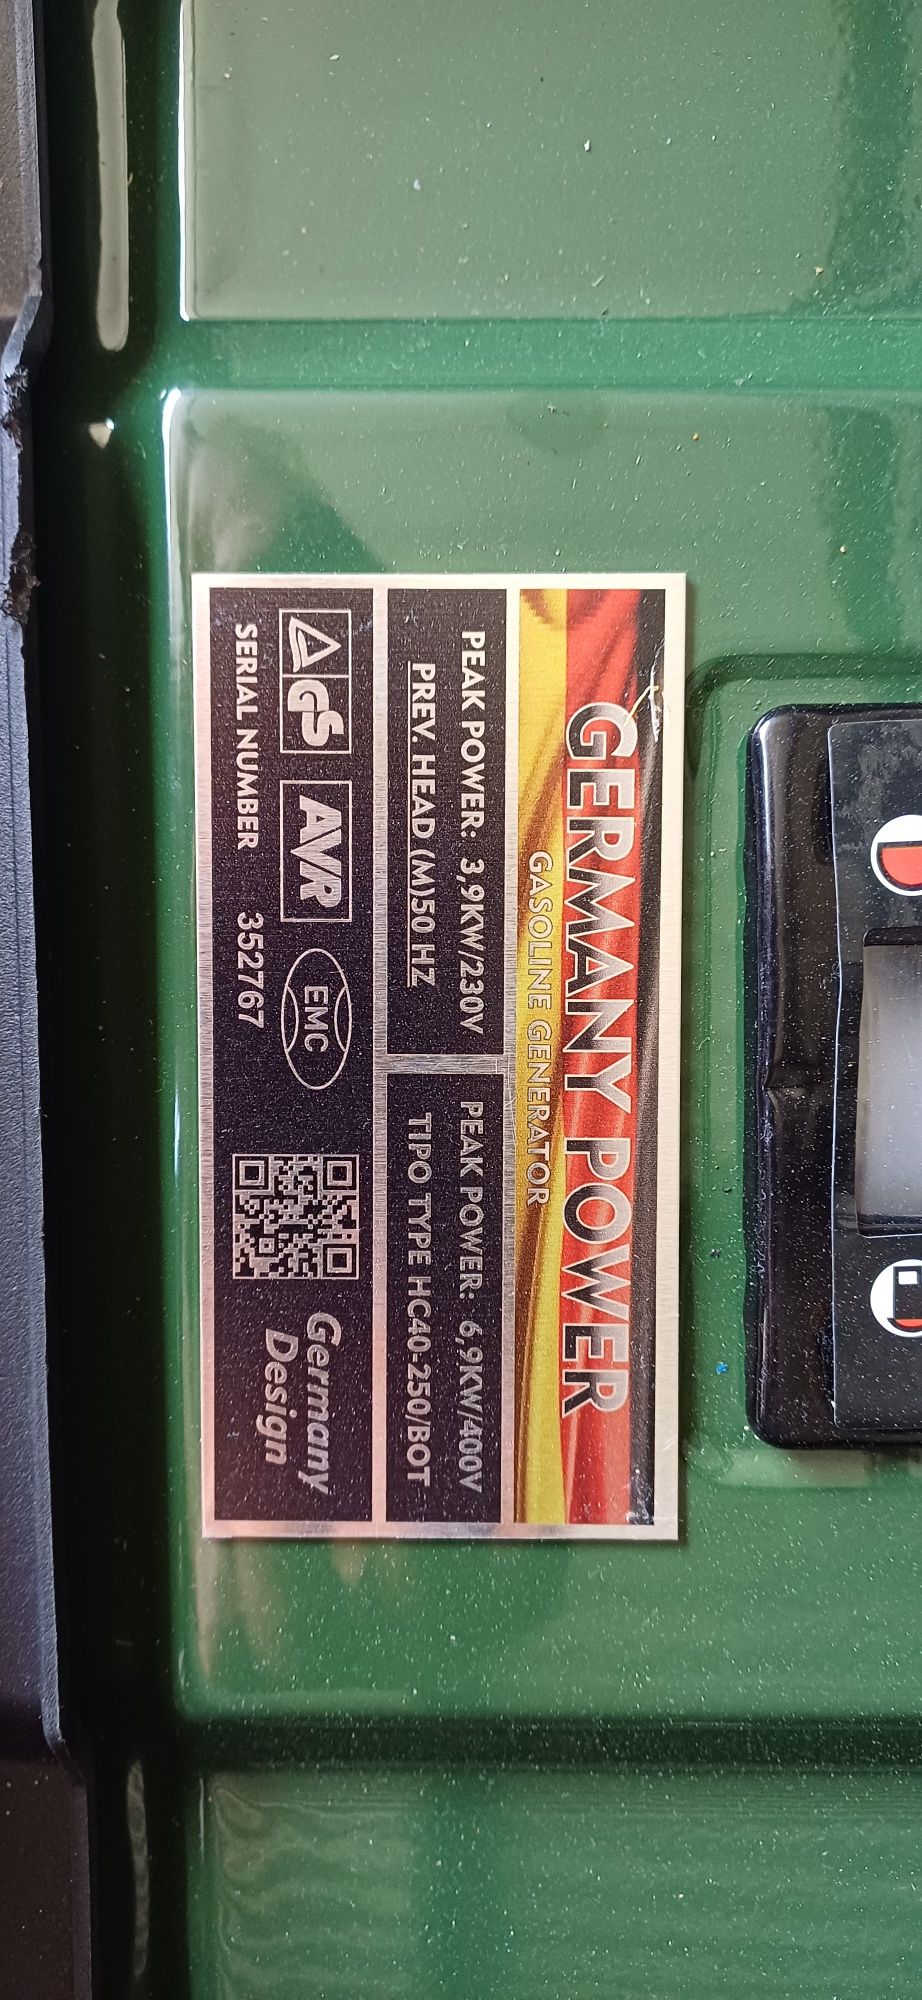 GERMANY POWER
GASOLINE GENERATOR
PEAK POWER: 3,9KW/230V
PREV. HEAD (M)50 HZ
PEAK POWER: 6,9KW/400V
TIPO TYPE HC40-250/BOT
GS
AVR
EMC
SERIAL NUMBER 352767
Germany
Design